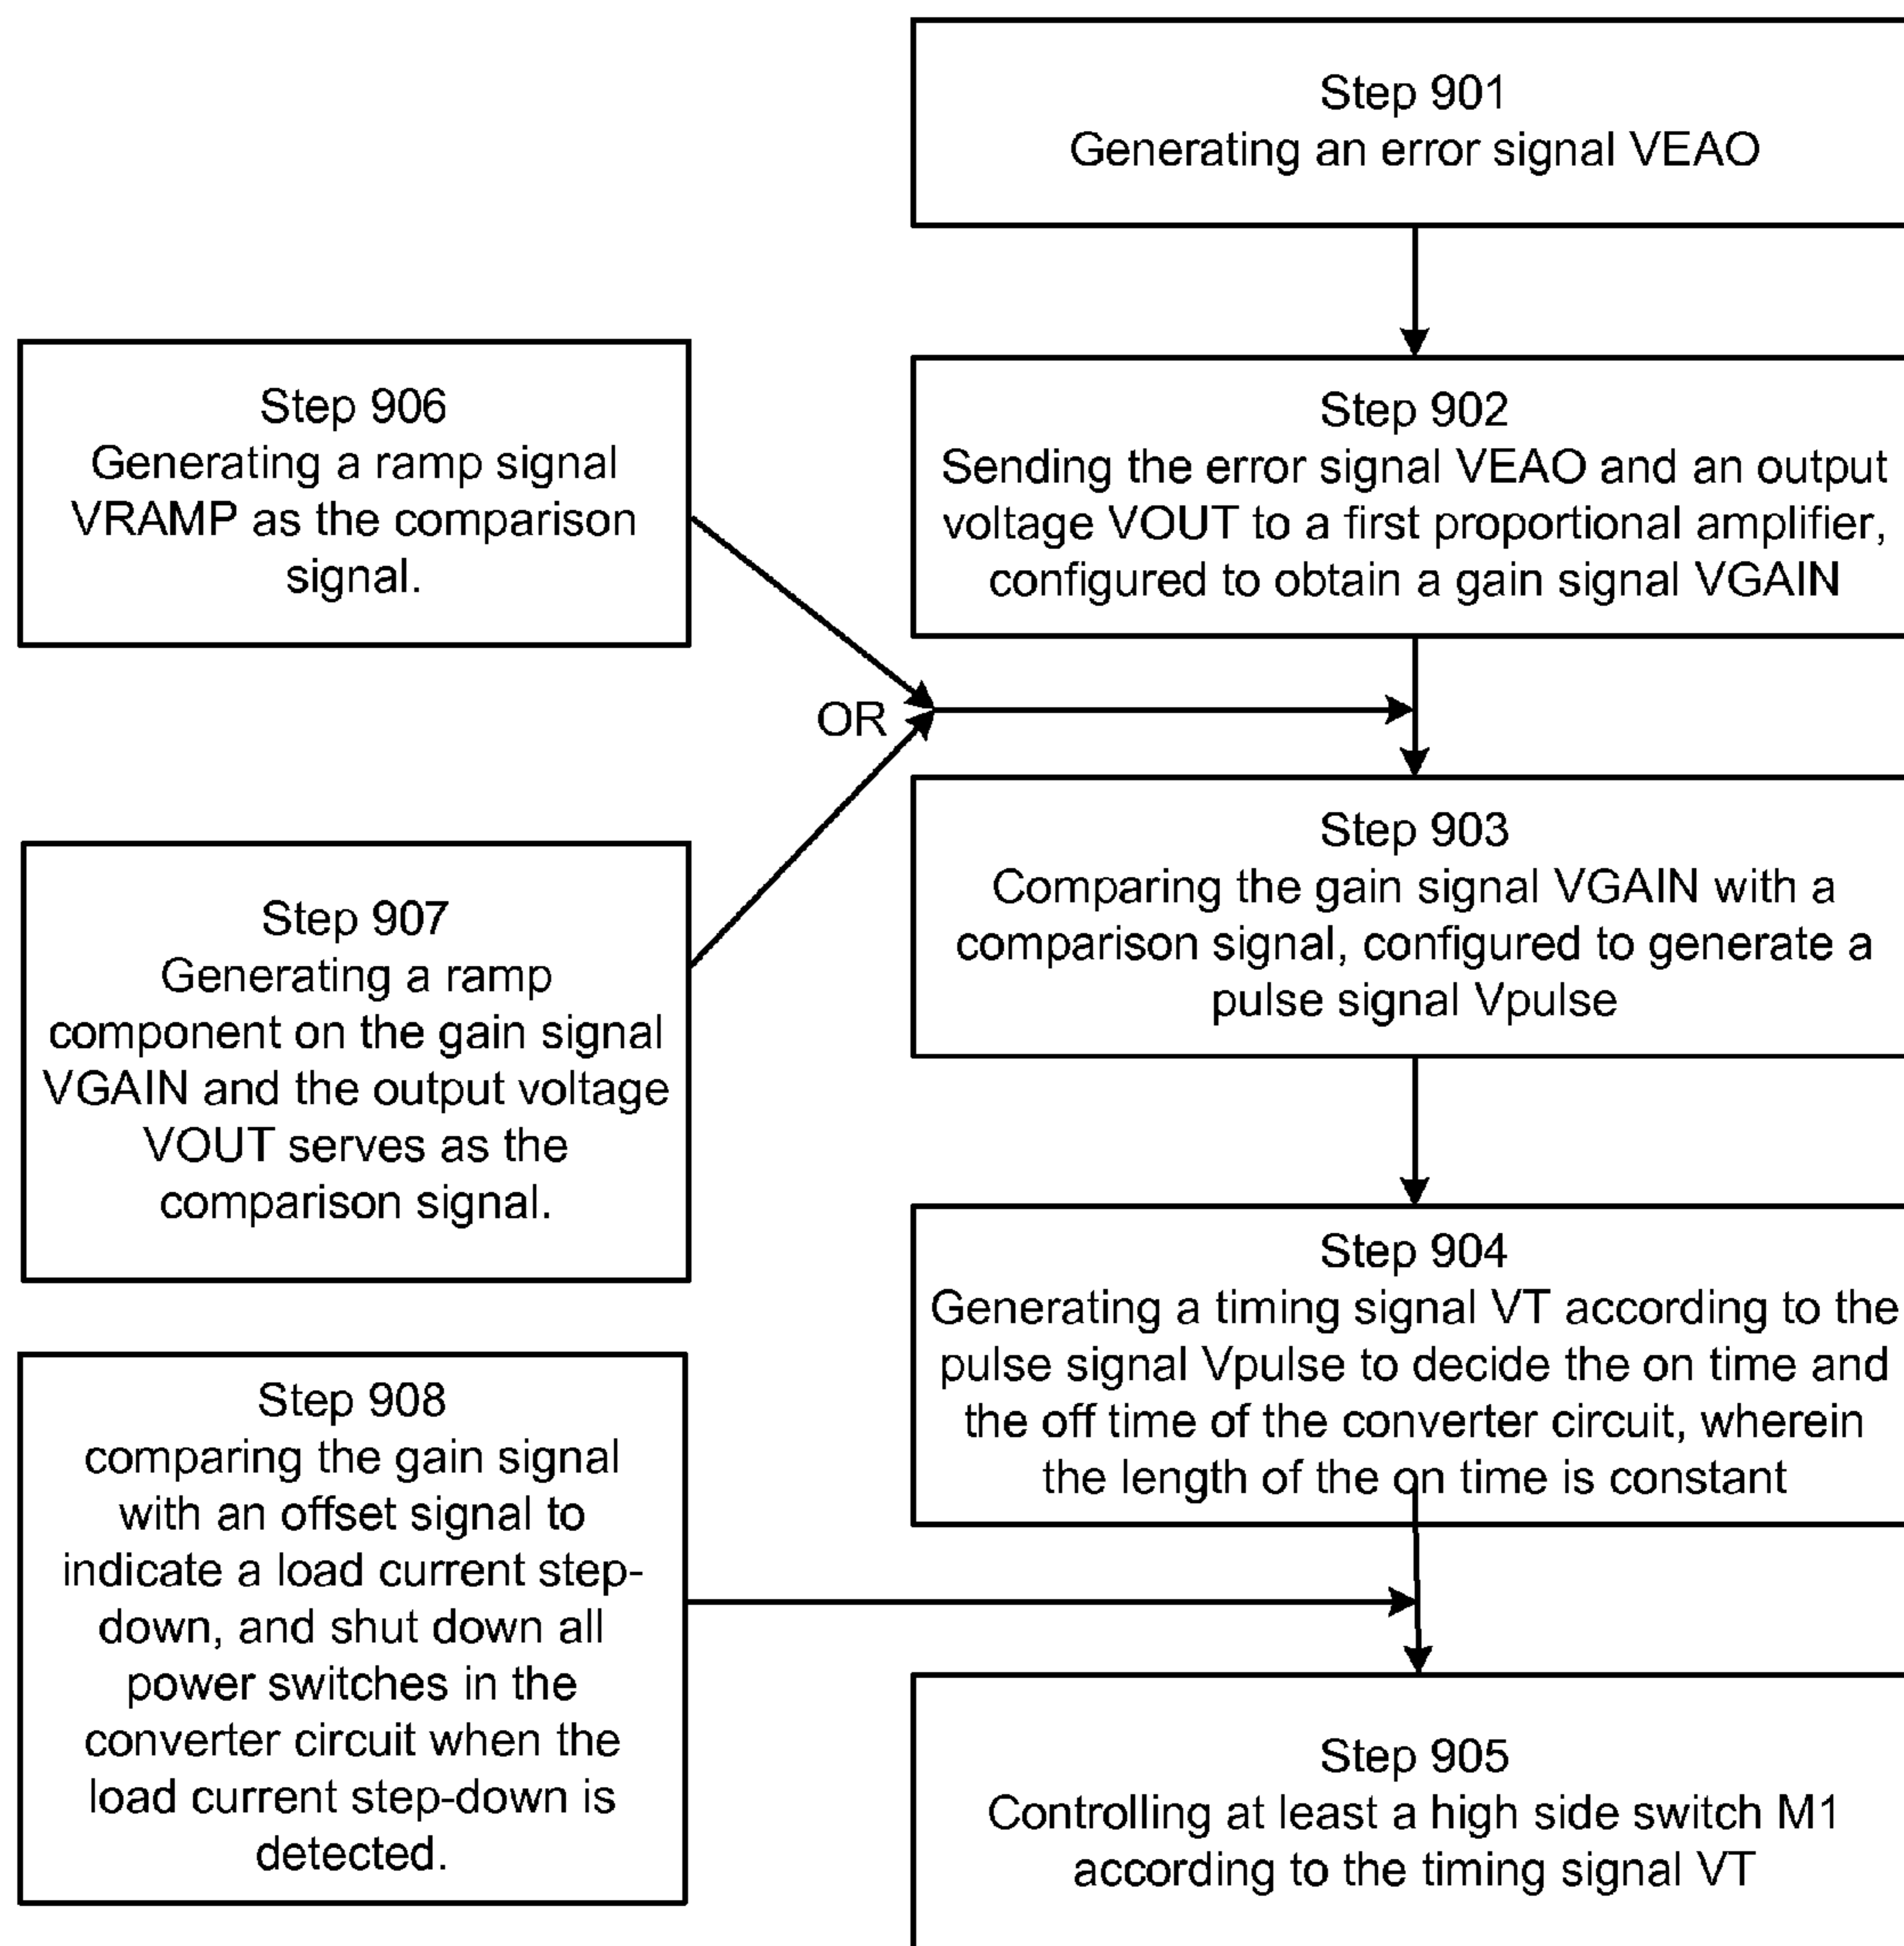 Step 901
Generating an error signal VEAO
Step 906
Generating a ramp signal
VRAMP as the comparison
signal.
Step 902
Sending the error signal VEAO and an output
voltage VOUT to a first proportional amplifier,
configured to obtain a gain signal VGAIN
OR
Step 907
Generating a ramp
component on the gain signal
VGAIN and the output voltage
VOUT serves as the
comparison signal.
Step 903
Comparing the gain signal VGAIN with a
comparison signal, configured to generate a
pulse signal Vpulse
Step 904
Generating a timing signal VT according to the
pulse signal Vpulse to decide the on time and
the off time of the converter circuit, wherein
the length of the on time is constant
Step 908
comparing the gain signal
with an offset signal to
indicate a load current step-
down, and shut down all
power switches in the
converter circuit when the
load current step-down is
detected.
Step 905
Controlling at least a high side switch M1
according to the timing signal VT